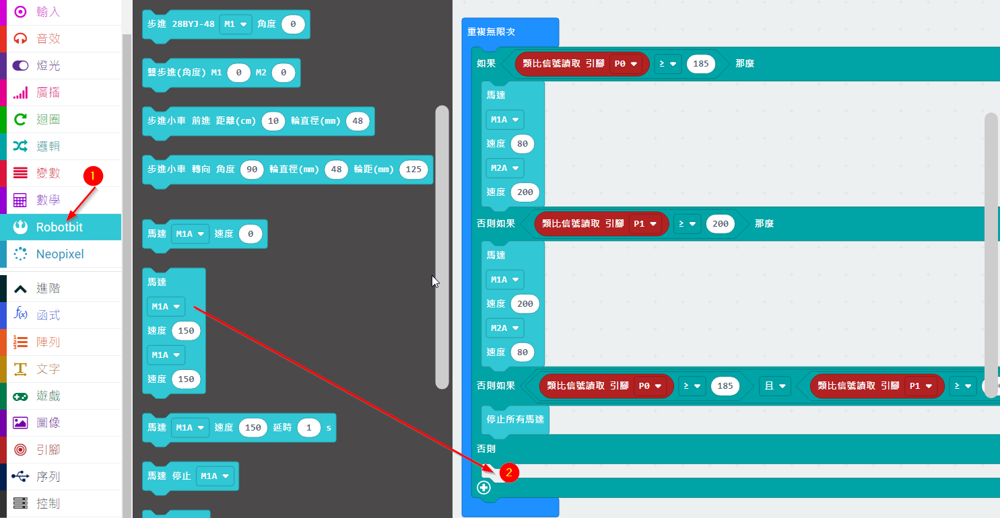 輸入
音效
燈光
廣播
迴圈
邏輯
變數
數學
Robotbit
Neopixel
進階
函式
陣列
文字
遊戲
圖像
引腳
序列
控制
1
步進 28BYJ-48 M1 角度 0
雙步進(角度) M1 0 M2 0
步進小車 前進 距離(cm) 10 輪直徑(mm) 48
步進小車 轉向 角度 90 輪直徑(mm) 48 輪距(mm) 125
馬達 M1A 速度 0
馬達
M1A
速度 150
M1A
速度 150
馬達 M1A 速度 150 延時 1 s
馬達 停止 M1A
重複無限次
如果 類比信號讀取 引腳 P0 ≥ 185 那麼
馬達
M1A
速度 80
M2A
速度 200
否則如果 類比信號讀取 引腳 P1 ≥ 200 那麼
馬達
M1A
速度 200
M2A
速度 80
否則如果 類比信號讀取 引腳 P0 ≥ 185 且 類比信號讀取 引腳 P1 ≥
停止所有馬達
否則
2